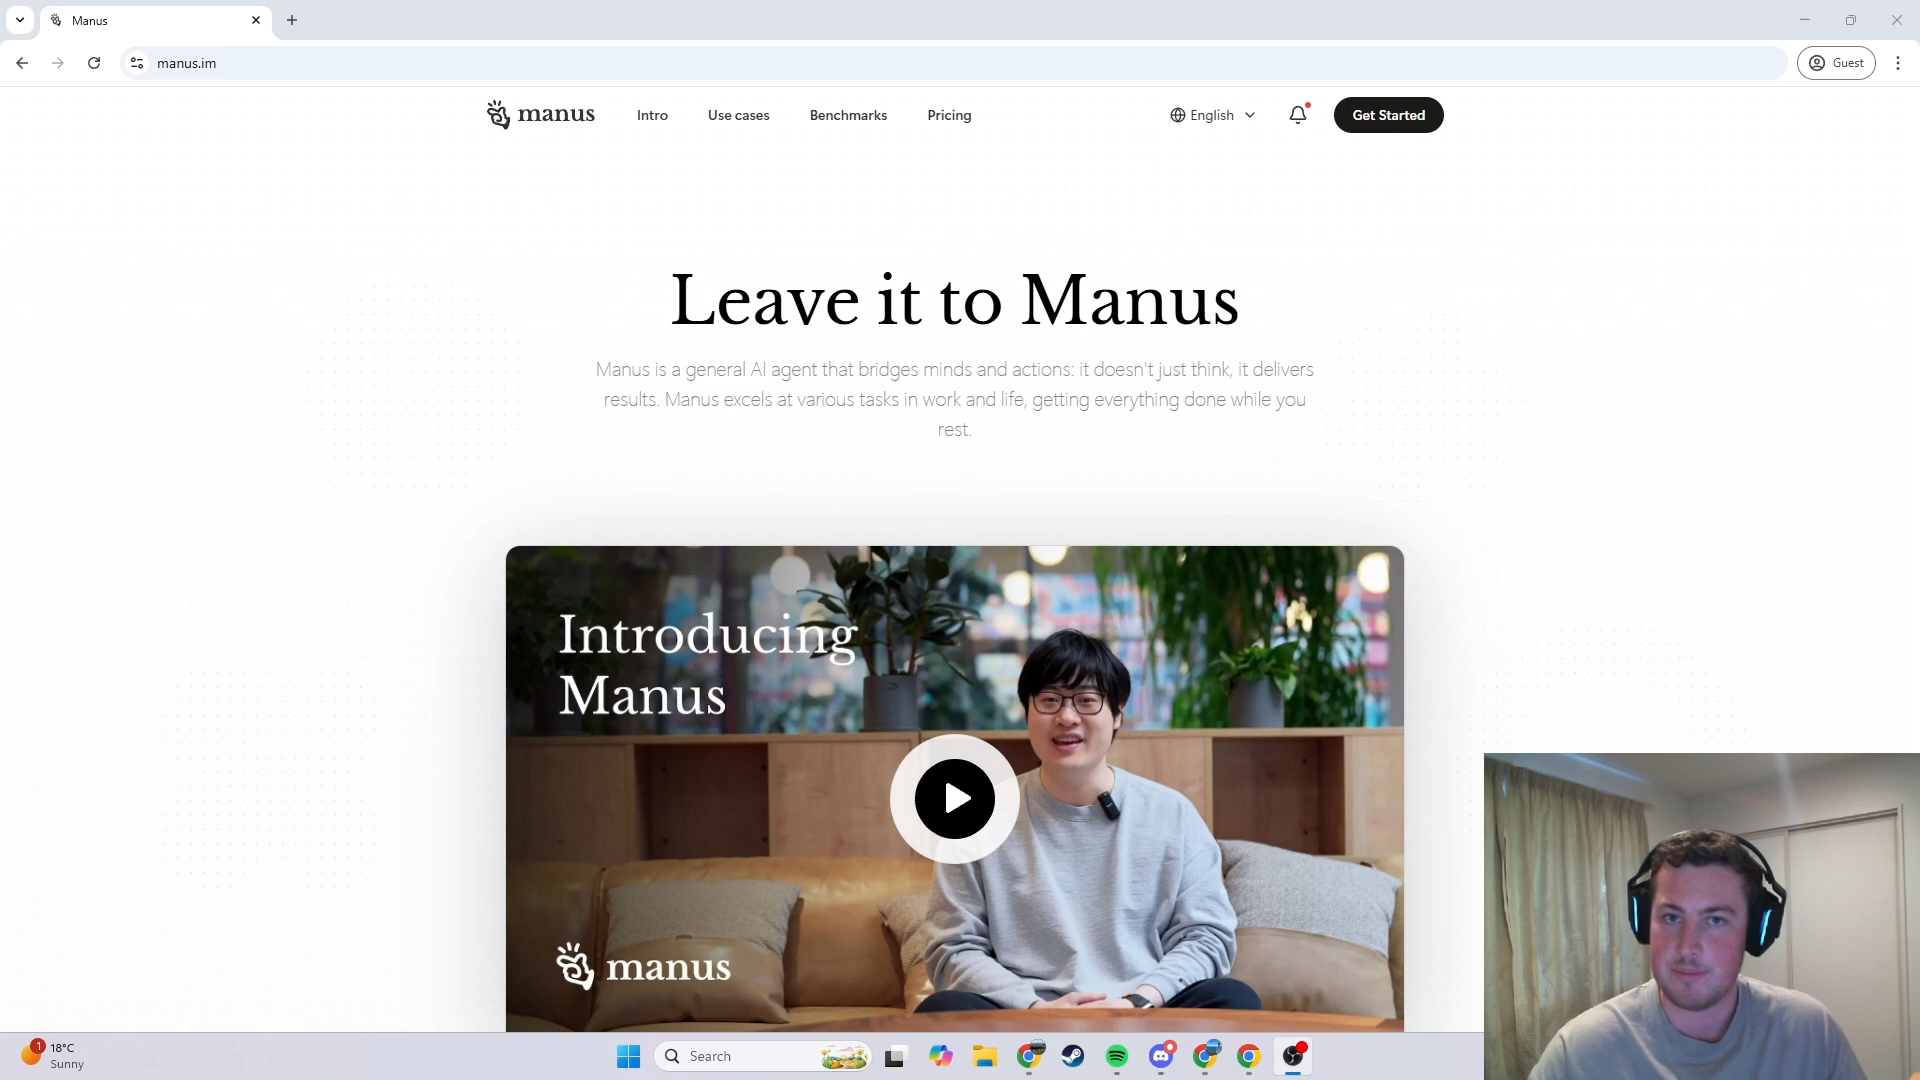 Manus
manus.im
Guest
manus
Intro
Use cases
Benchmarks
Pricing
English
Get Started
Leave it to Manus
Manus is a general AI agent that bridges minds and actions: it doesn't just think, it delivers
results. Manus excels at various tasks in work and life, getting everything done while you
rest.
Introducing
Manus
manus
1
18°C
Sunny
Search